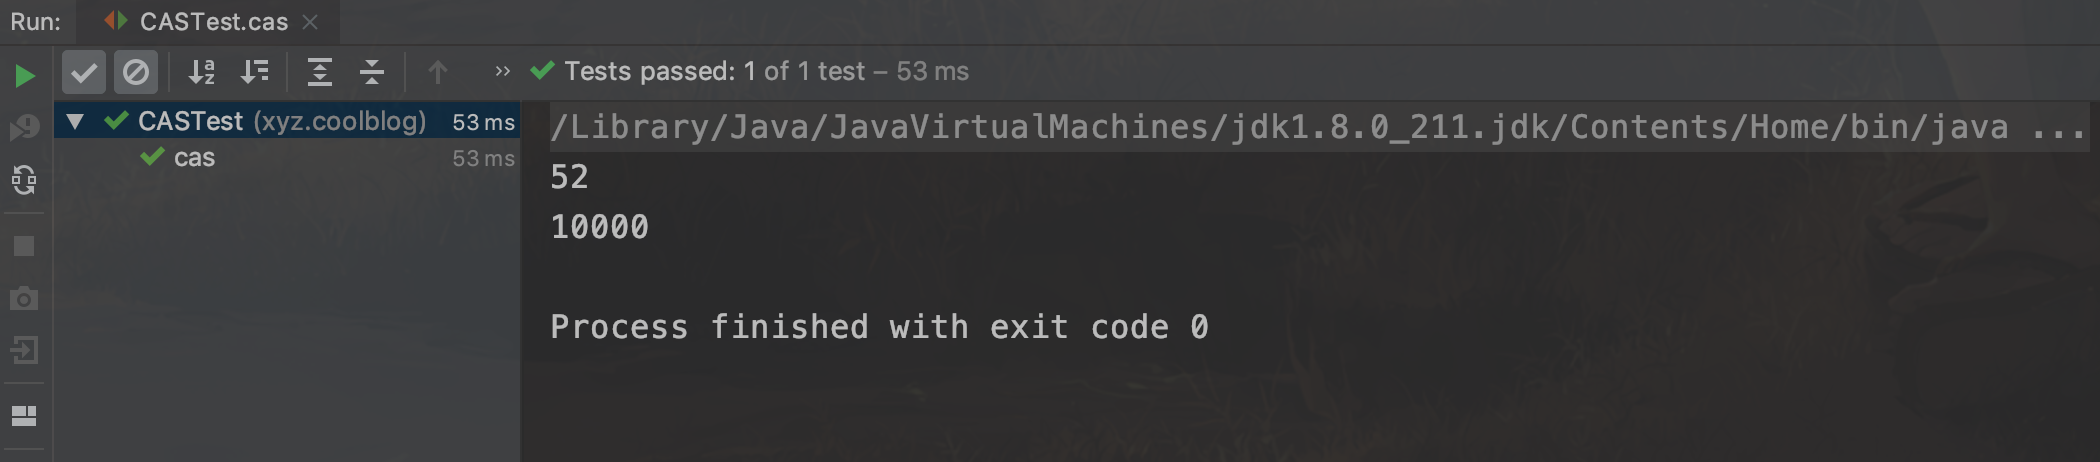 Run: CASTest.cas
Tests passed: 1 of 1 test – 53 ms
CASTest (xyz.coolblog) 53 ms
cas 53 ms
/Library/Java/JavaVirtualMachines/jdk1.8.0_211.jdk/Contents/Home/bin/java ...
52
10000
Process finished with exit code 0